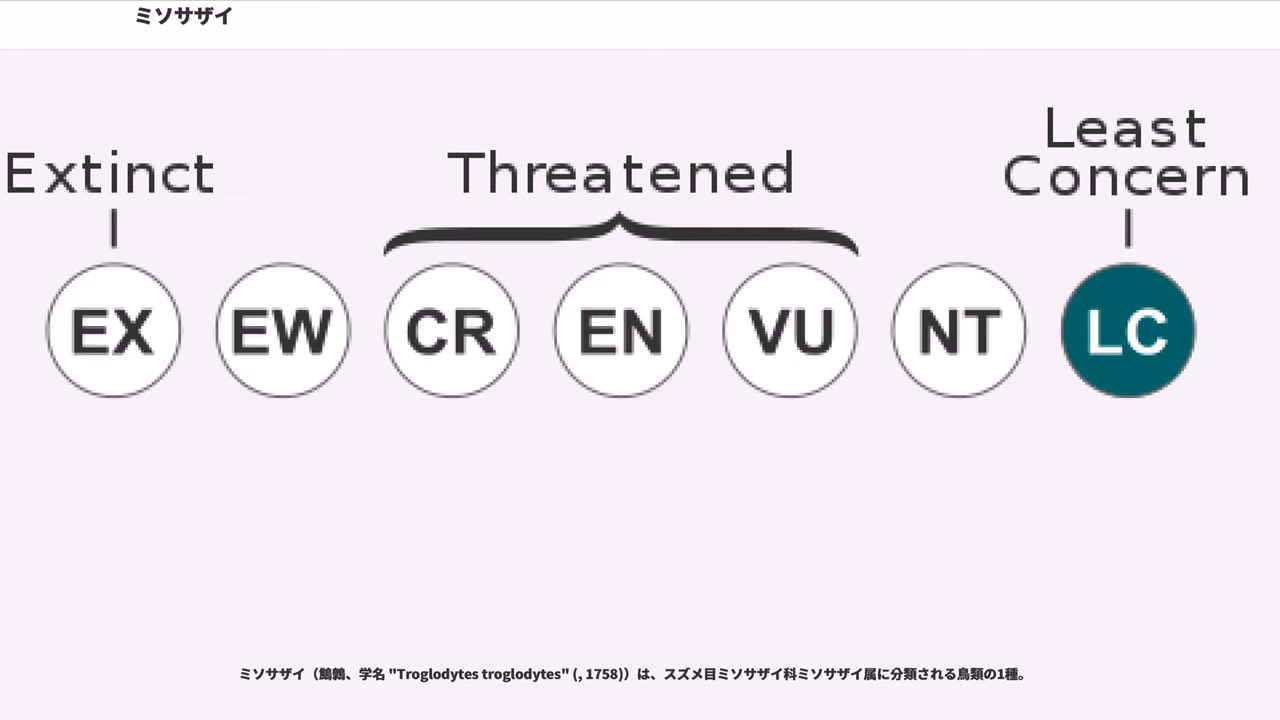 ミソサザイ
Least
Concern
Extinct
Threatened
EX EW CR EN VU NT LC
ミソサザイ（鷦鷯、学名 "Troglodytes troglodytes" (, 1758)）は、スズメ目ミソサザイ科ミソサザイ属に分類される鳥類の1種。